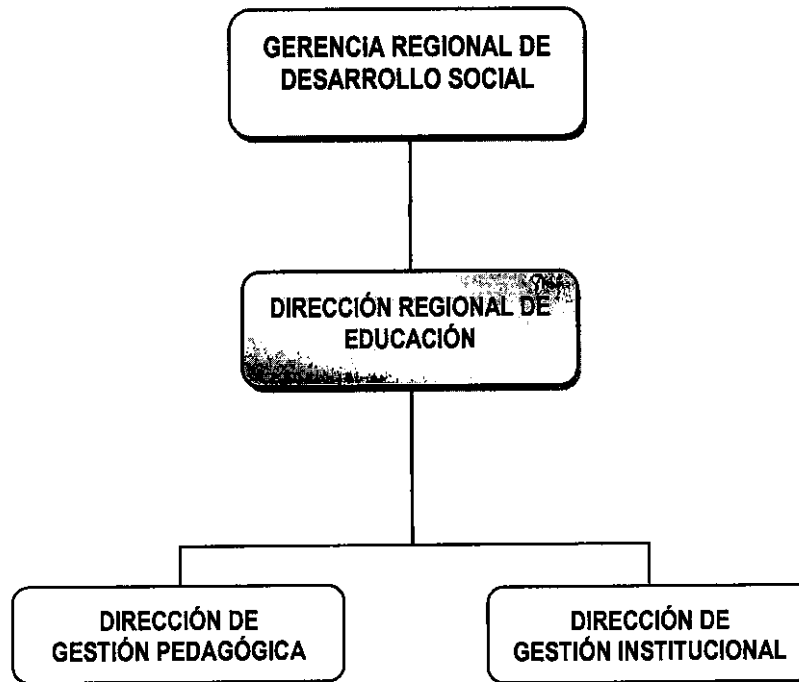 GERENCIA REGIONAL DE
DESARROLLO SOCIAL
DIRECCIÓN REGIONAL DE
EDUCACIÓN
DIRECCIÓN DE
GESTIÓN PEDAGÓGICA
DIRECCIÓN DE
GESTIÓN INSTITUCIONAL